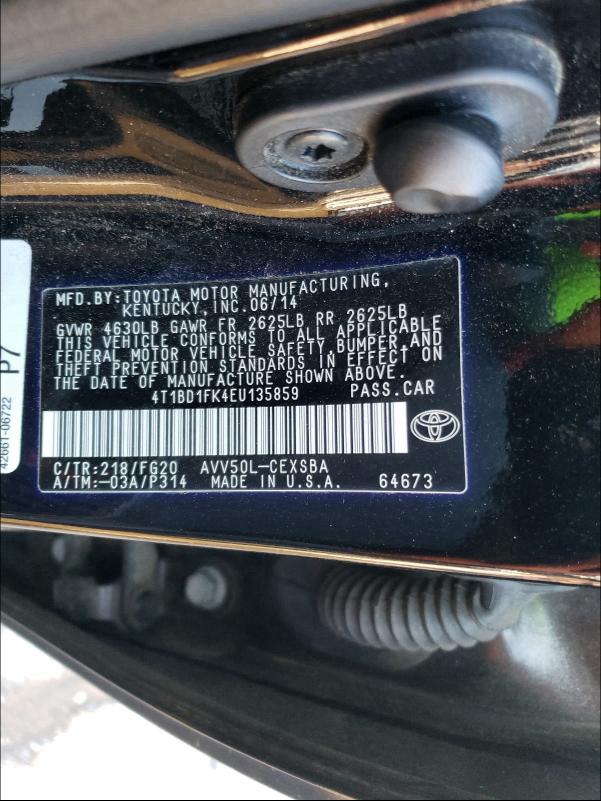 MFD.BY:TOYOTA MOTOR MANUFACTURING,
KENTUCKY, INC.06/14
GVWR 4630LB GAWR FR 2625LB RR 2625LB
THIS VEHICLE CONFORMS TO ALL APPLICABLE
FEDERAL MOTOR VEHICLE SAFETY,BUMPER,AND
THEFT PREVENTION STANDARDS IN EFFECT ON
THE DATE OF MANUFACTURE SHOWN ABOVE.
4T1BD1FK4EU135859 PASS.CAR
C/TR:218/FG20 AVV50L-CEXSBA
A/TM:-03A/P314 MADE IN U.S.A. 64673
P7
42661-06722